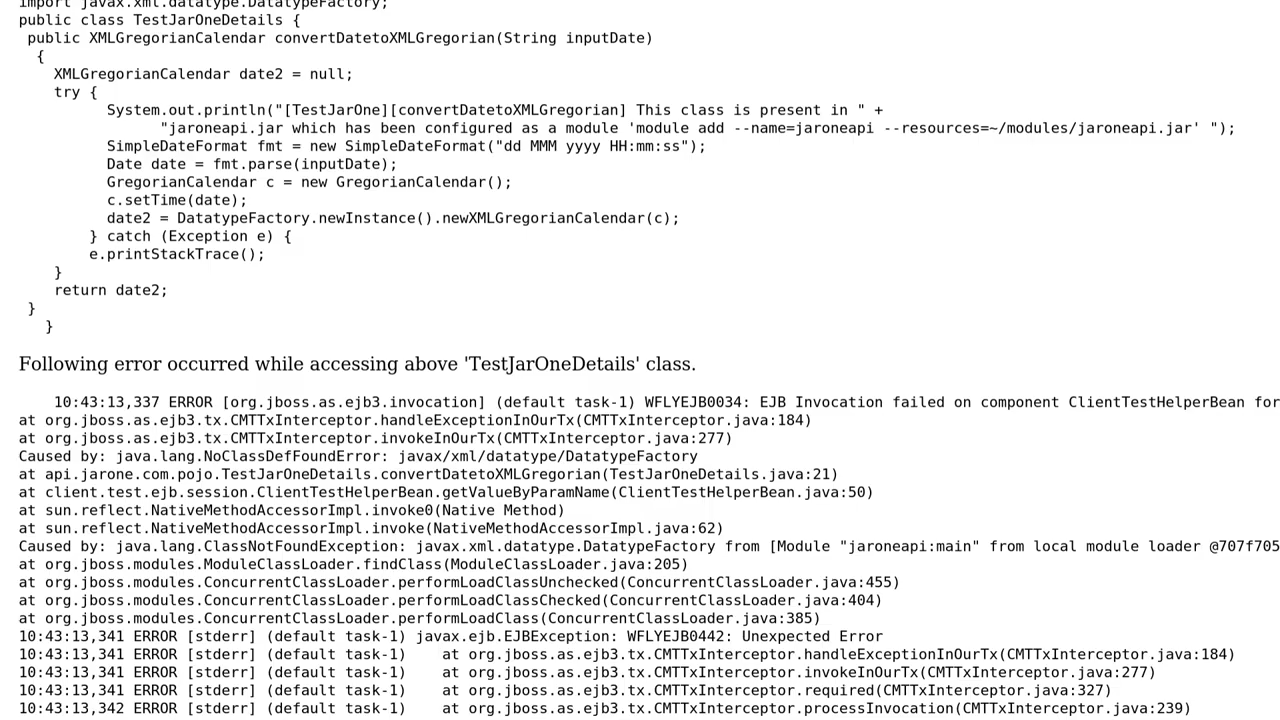 import javax.xml.datatype.DatatypeFactory;
public class TestJarOneDetails {
public XMLGregorianCalendar convertDatetoXMLGregorian(String inputDate)
{
XMLGregorianCalendar date2 = null;
try {
System.out.println("[TestJarOne][convertDatetoXMLGregorian] This class is present in " +
"jaroneapi.jar which has been configured as a module 'module add --name=jaroneapi --resources=~/modules/jaroneapi.jar' ");
SimpleDateFormat fmt = new SimpleDateFormat("dd MMM yyyy HH:mm:ss");
Date date = fmt.parse(inputDate);
GregorianCalendar c = new GregorianCalendar();
c.setTime(date);
date2 = DatatypeFactory.newInstance().newXMLGregorianCalendar(c);
} catch (Exception e) {
e.printStackTrace();
}
return date2;
}
}
Following error occurred while accessing above 'TestJarOneDetails' class.
10:43:13,337 ERROR [org.jboss.as.ejb3.invocation] (default task-1) WFLYEJB0034: EJB Invocation failed on component ClientTestHelperBean for
at org.jboss.as.ejb3.tx.CMTTxInterceptor.handleExceptionInOurTx(CMTTxInterceptor.java:184)
at org.jboss.as.ejb3.tx.CMTTxInterceptor.invokeInOurTx(CMTTxInterceptor.java:277)
Caused by: java.lang.NoClassDefFoundError: javax/xml/datatype/DatatypeFactory
at api.jarone.com.pojo.TestJarOneDetails.convertDatetoXMLGregorian(TestJarOneDetails.java:21)
at client.test.ejb.session.ClientTestHelperBean.getValueByParamName(ClientTestHelperBean.java:50)
at sun.reflect.NativeMethodAccessorImpl.invoke0(Native Method)
at sun.reflect.NativeMethodAccessorImpl.invoke(NativeMethodAccessorImpl.java:62)
Caused by: java.lang.ClassNotFoundException: javax.xml.datatype.DatatypeFactory from [Module "jaroneapi:main" from local module loader @707f705
at org.jboss.modules.ModuleClassLoader.findClass(ModuleClassLoader.java:205)
at org.jboss.modules.ConcurrentClassLoader.performLoadClassUnchecked(ConcurrentClassLoader.java:455)
at org.jboss.modules.ConcurrentClassLoader.performLoadClassChecked(ConcurrentClassLoader.java:404)
at org.jboss.modules.ConcurrentClassLoader.performLoadClass(ConcurrentClassLoader.java:385)
10:43:13,341 ERROR [stderr] (default task-1) javax.ejb.EJBException: WFLYEJB0442: Unexpected Error
10:43:13,341 ERROR [stderr] (default task-1)    at org.jboss.as.ejb3.tx.CMTTxInterceptor.handleExceptionInOurTx(CMTTxInterceptor.java:184)
10:43:13,341 ERROR [stderr] (default task-1)    at org.jboss.as.ejb3.tx.CMTTxInterceptor.invokeInOurTx(CMTTxInterceptor.java:277)
10:43:13,341 ERROR [stderr] (default task-1)    at org.jboss.as.ejb3.tx.CMTTxInterceptor.required(CMTTxInterceptor.java:327)
10:43:13,342 ERROR [stderr] (default task-1)    at org.jboss.as.ejb3.tx.CMTTxInterceptor.processInvocation(CMTTxInterceptor.java:239)